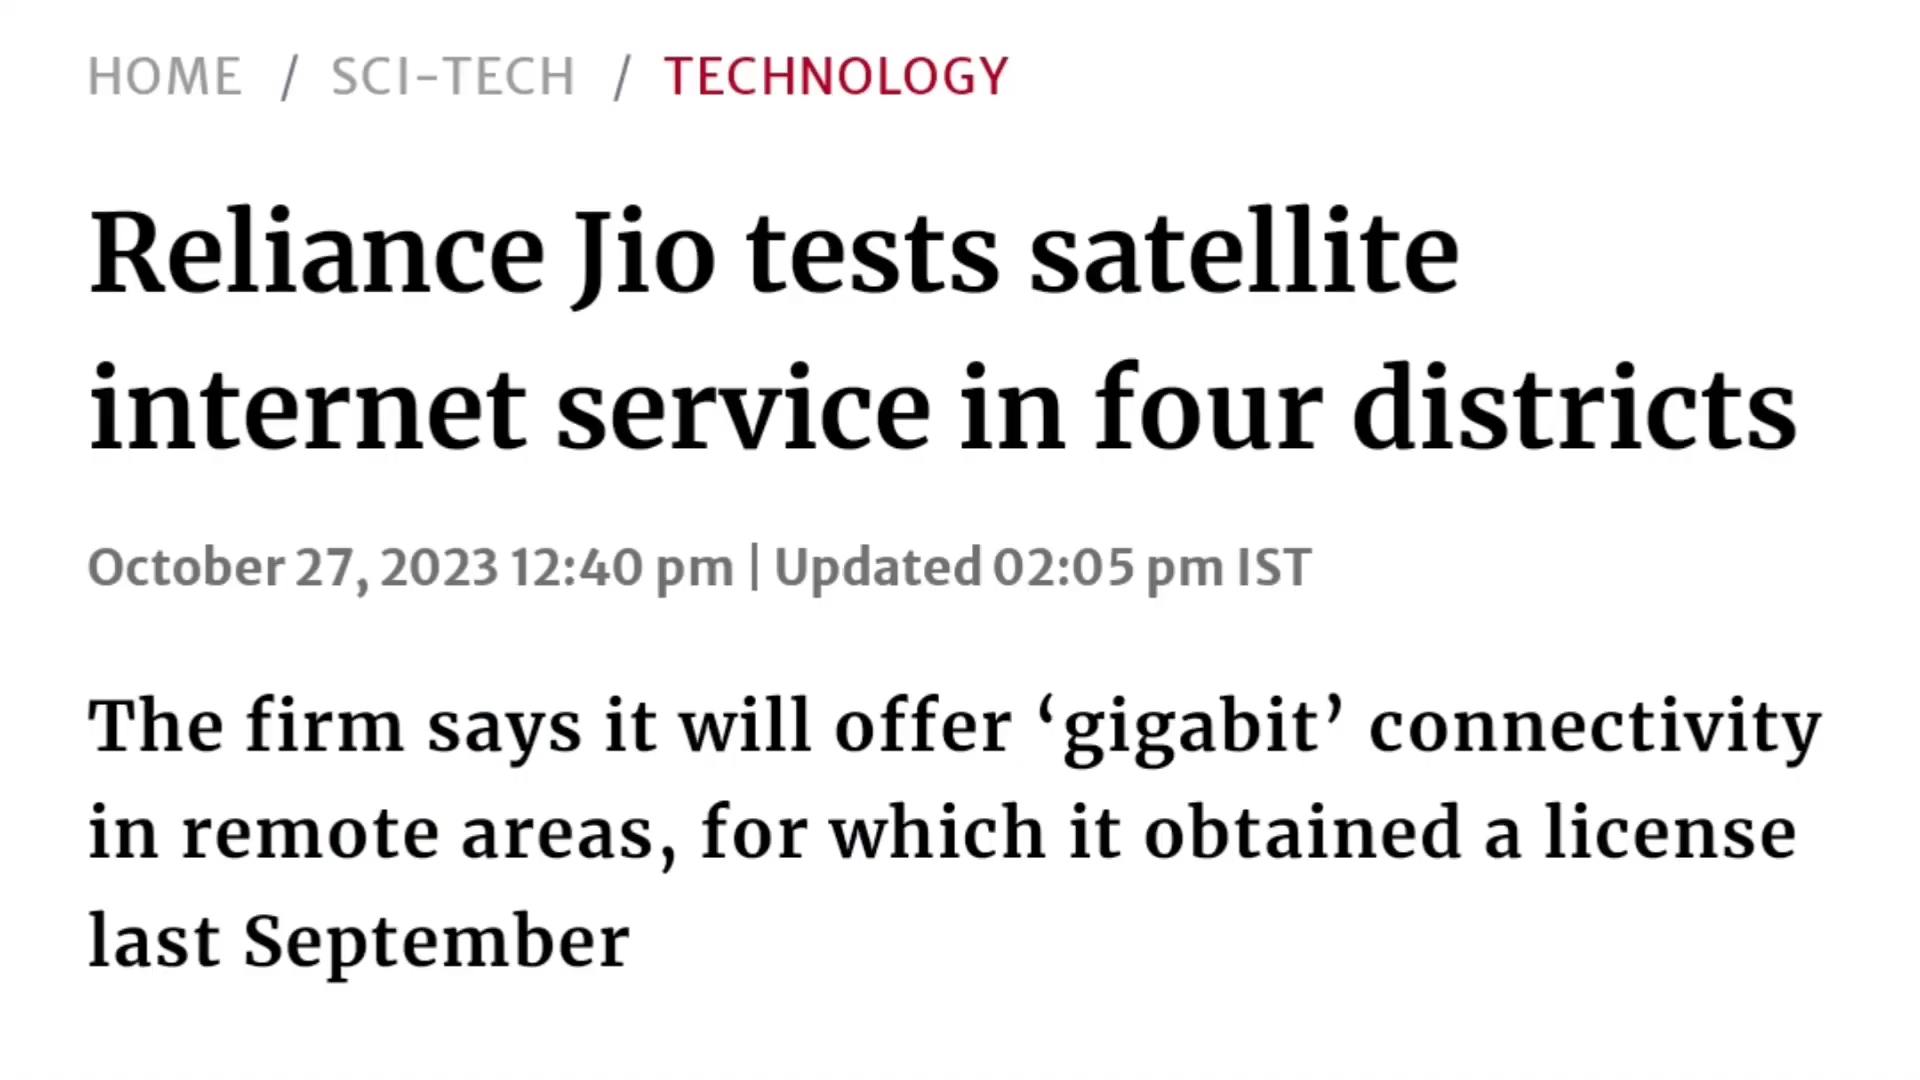 HOME / SCI-TECH / TECHNOLOGY
Reliance Jio tests satellite
internet service in four districts
October 27, 2023 12:40 pm | Updated 02:05 pm IST
The firm says it will offer ‘gigabit’ connectivity
in remote areas, for which it obtained a license
last September